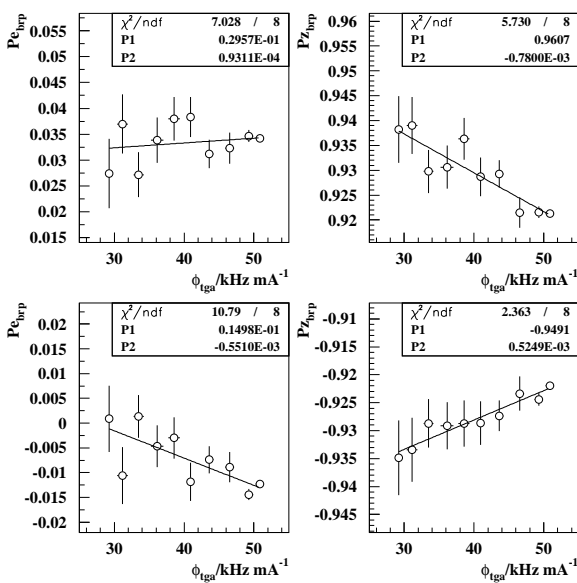 χ²/ndf 7.028 / 8
P1 0.2957E-01
P2 0.9311E-04
Pe_brp
0.055
0.05
0.045
0.04
0.035
0.03
0.025
0.02
0.015
30 40 50
ϕ_tga/kHz mA⁻¹
χ²/ndf 5.730 / 8
P1 0.9607
P2 -0.7800E-03
Pz_brp
0.96
0.955
0.95
0.945
0.94
0.935
0.93
0.925
0.92
30 40 50
ϕ_tga/kHz mA⁻¹
χ²/ndf 10.79 / 8
P1 0.1498E-01
P2 -0.5510E-03
Pe_brp
0.02
0.015
0.01
0.005
0
-0.005
-0.01
-0.015
-0.02
30 40 50
ϕ_tga/kHz mA⁻¹
χ²/ndf 2.363 / 8
P1 -0.9491
P2 0.5249E-03
Pz_brp
-0.91
-0.915
-0.92
-0.925
-0.93
-0.935
-0.94
-0.945
30 40 50
ϕ_tga/kHz mA⁻¹